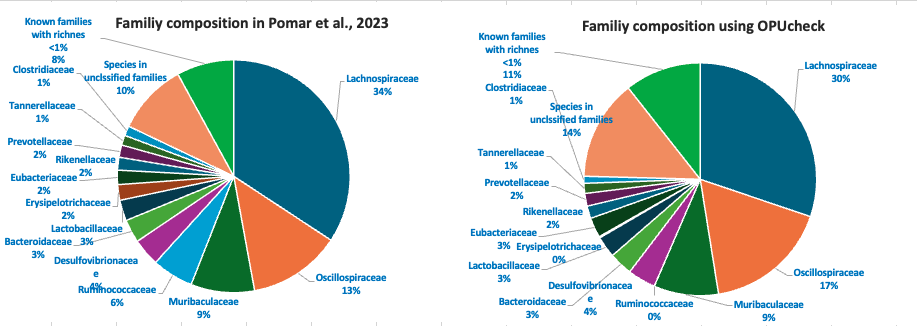 Familiy composition in Pomar et al., 2023
Known families
with richnes
<1%
8%
Clostridiaceae
1%
Species in
unclssified families
10%
Tannerellaceae
1%
Prevotellaceae
2%
Rikenellaceae
2%
Eubacteriaceae
2%
Erysipelotrichaceae
2%
Lactobacillaceae
3%
Bacteroidaceae
3%
Desulfovibrionacea
e
4%
Ruminococcaceae
6%
Muribaculaceae
9%
Oscillospiraceae
13%
Lachnospiraceae
34%
Familiy composition using OPUcheck
Known families
with richnes
<1%
11%
Clostridiaceae
1%
Species in
unclssified families
14%
Tannerellaceae
1%
Prevotellaceae
2%
Rikenellaceae
2%
Eubacteriaceae
3%
Erysipelotrichaceae
0%
Lactobacillaceae
3%
Desulfovibrionacea
e
4%
Bacteroidaceae
3%
Ruminococcaceae
0%
Muribaculaceae
9%
Oscillospiraceae
17%
Lachnospiraceae
30%